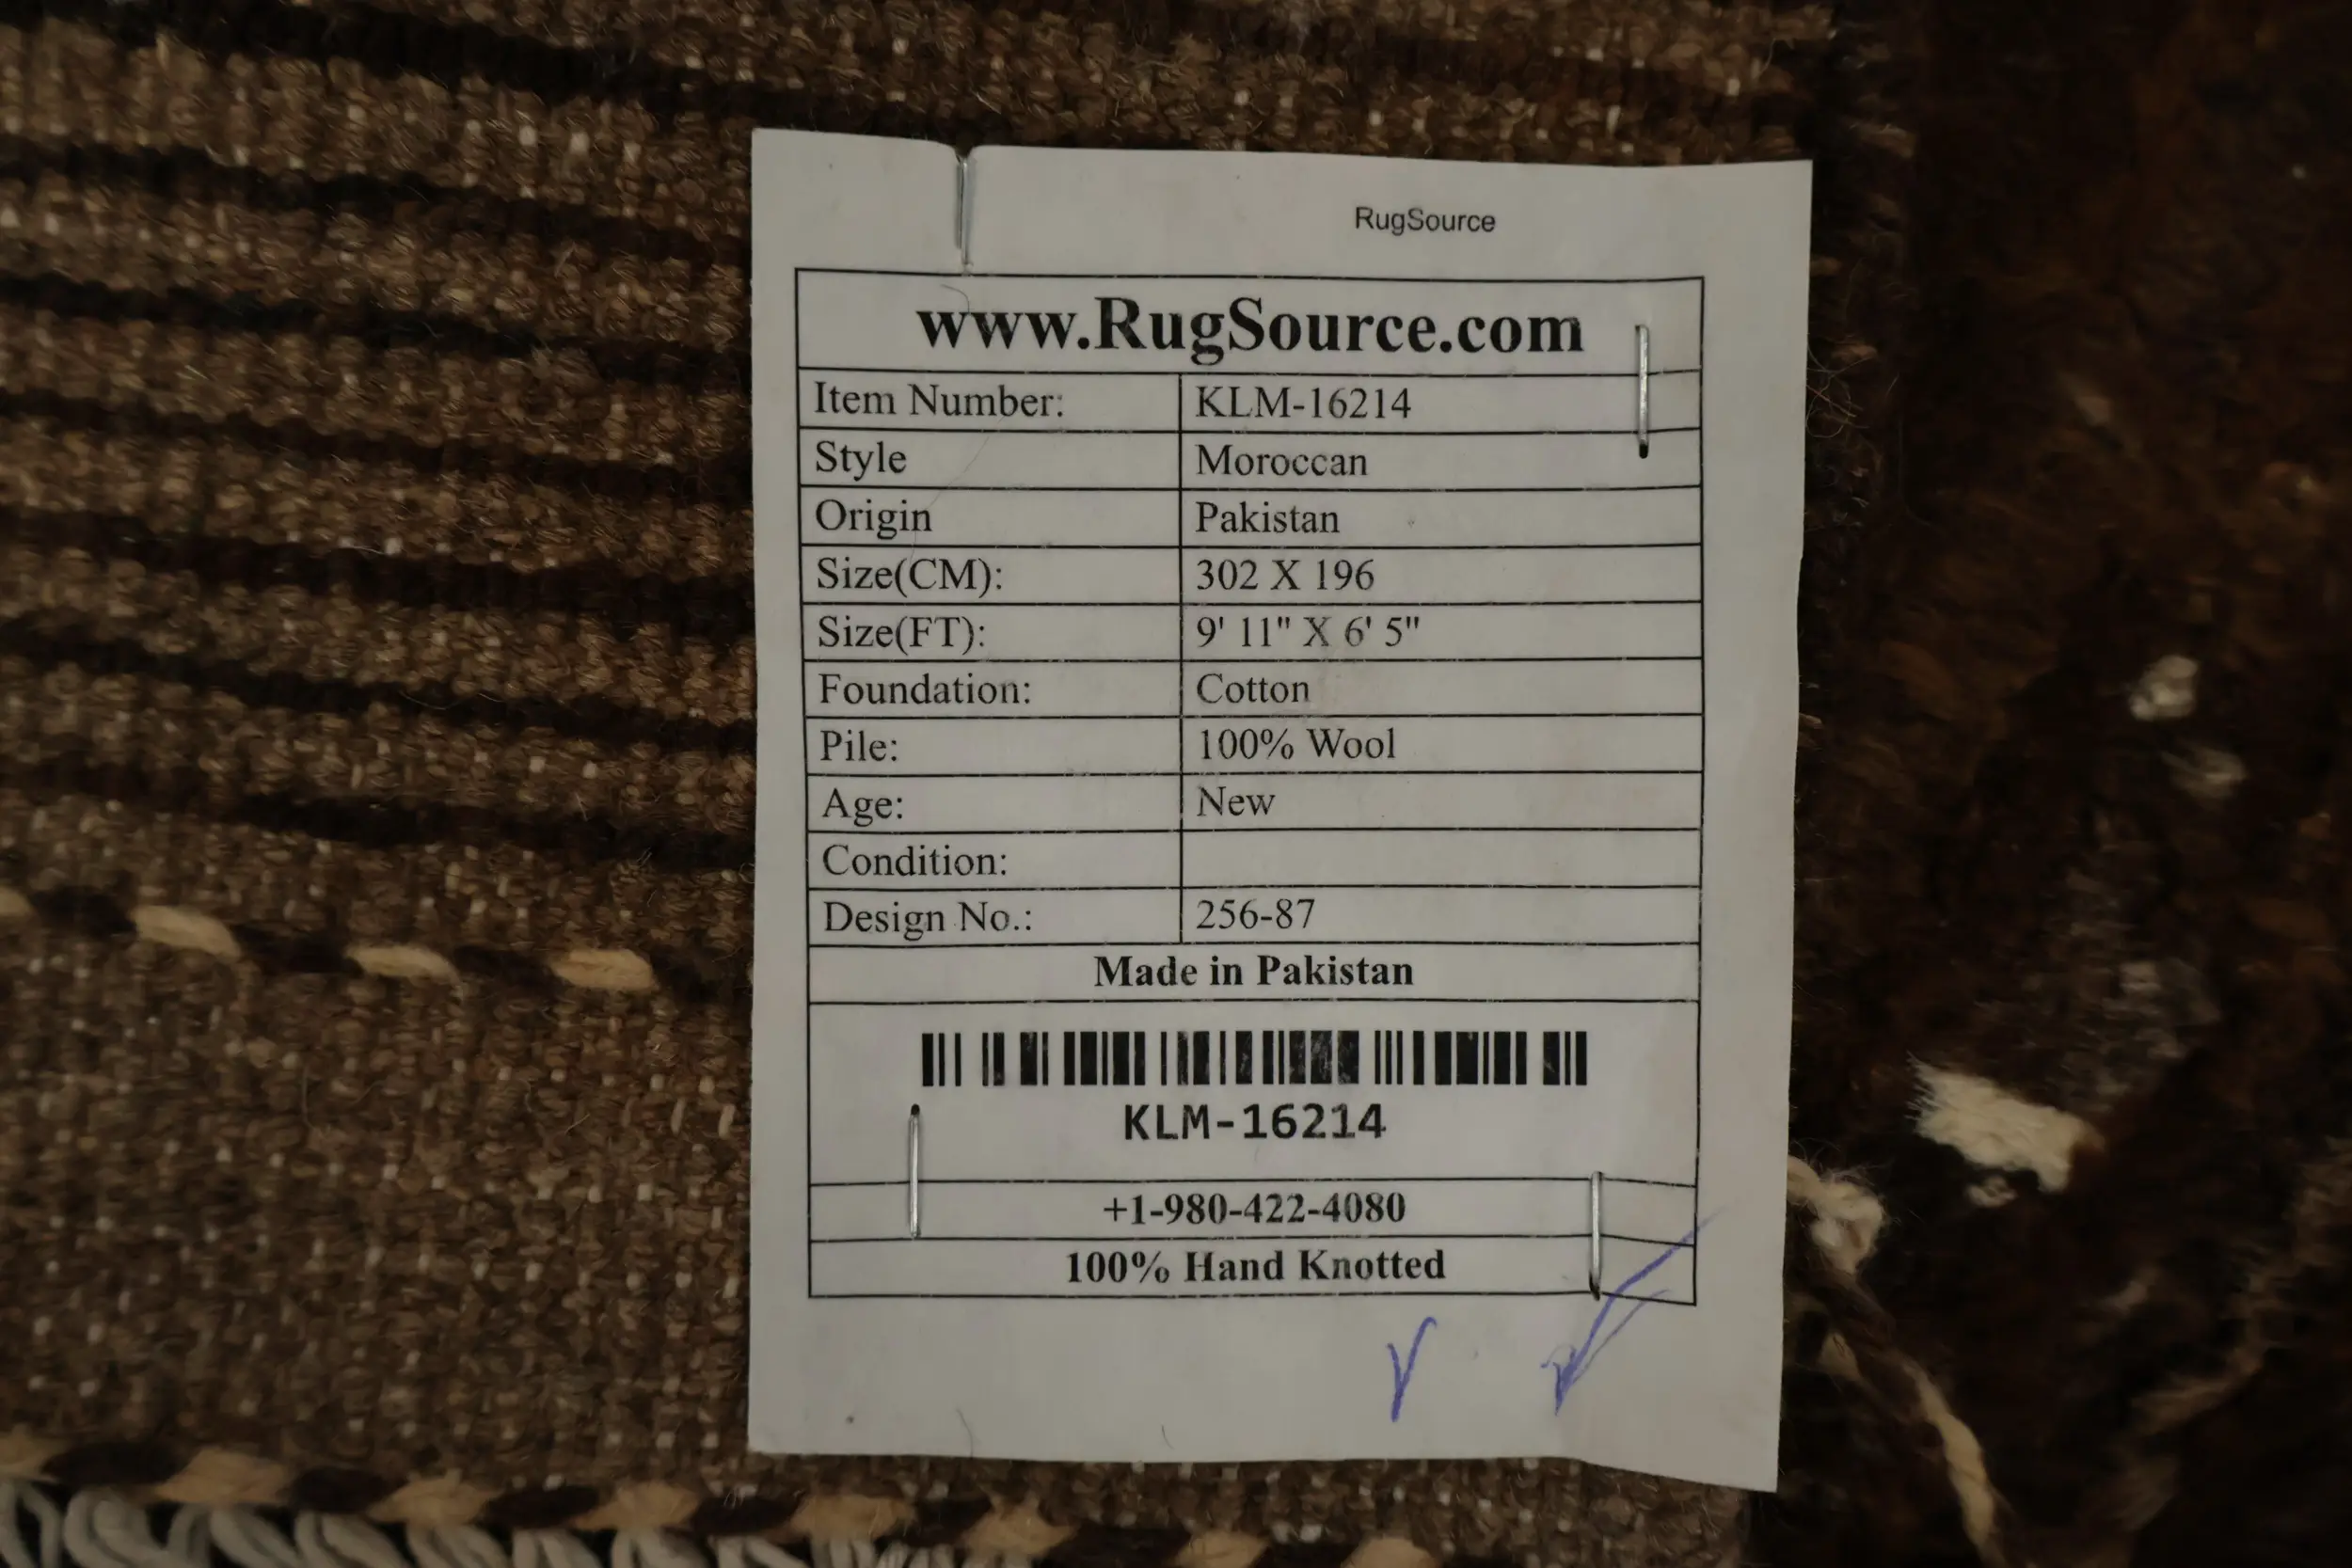 RugSource
www.RugSource.com
Item Number: KLM-16214
Style Moroccan
Origin Pakistan
Size(CM): 302 X 196
Size(FT): 9' 11" X 6' 5"
Foundation: Cotton
Pile: 100% Wool
Age: New
Condition:
Design No.: 256-87
Made in Pakistan
KLM-16214
+1-980-422-4080
100% Hand Knotted